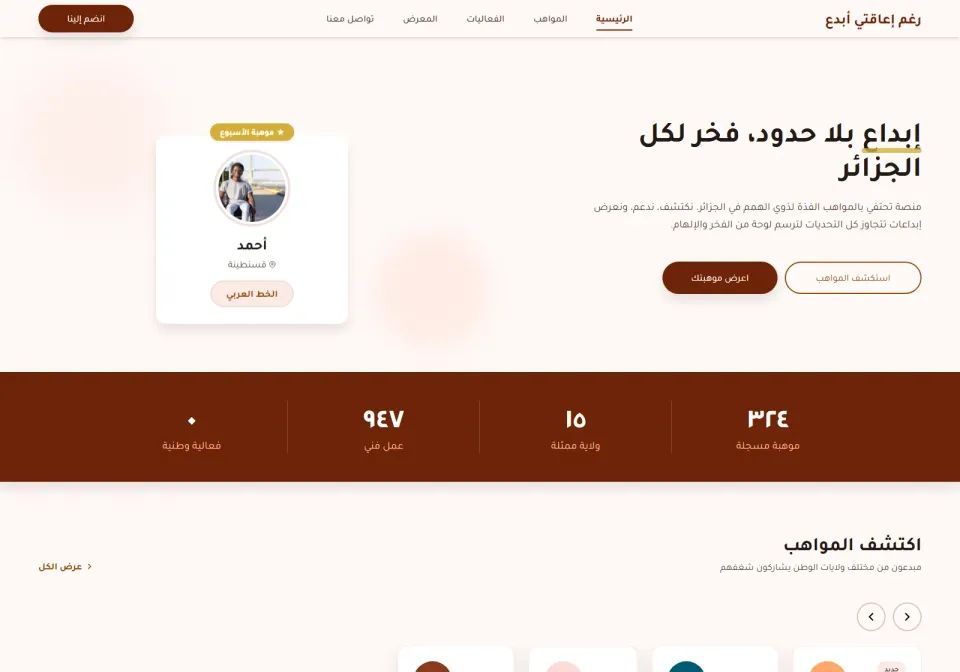 رغم إعاقتي أبدع
الرئيسية
المواهب
الفعاليات
المعرض
تواصل معنا
انضم إلينا
إبداع بلا حدود، فخر لكل
الجزائر
منصة تحتفي بالمواهب الفذة لذوي الهمم في الجزائر. نكتشف، ندعم، ونعرض
إبداعات تتجاوز كل التحديات لترسم لوحة من الفخر والإلهام.
استكشف المواهب
اعرض موهبتك
موهبة الأسبوع
أحمد
قسنطينة
الخط العربي
٣٢٤
موهبة مسجلة
١٥
ولاية ممثلة
٩٤٧
عمل فني
٠
فعالية وطنية
اكتشف المواهب
مبدعون من مختلف ولايات الوطن يشاركون شغفهم
عرض الكل
جديد